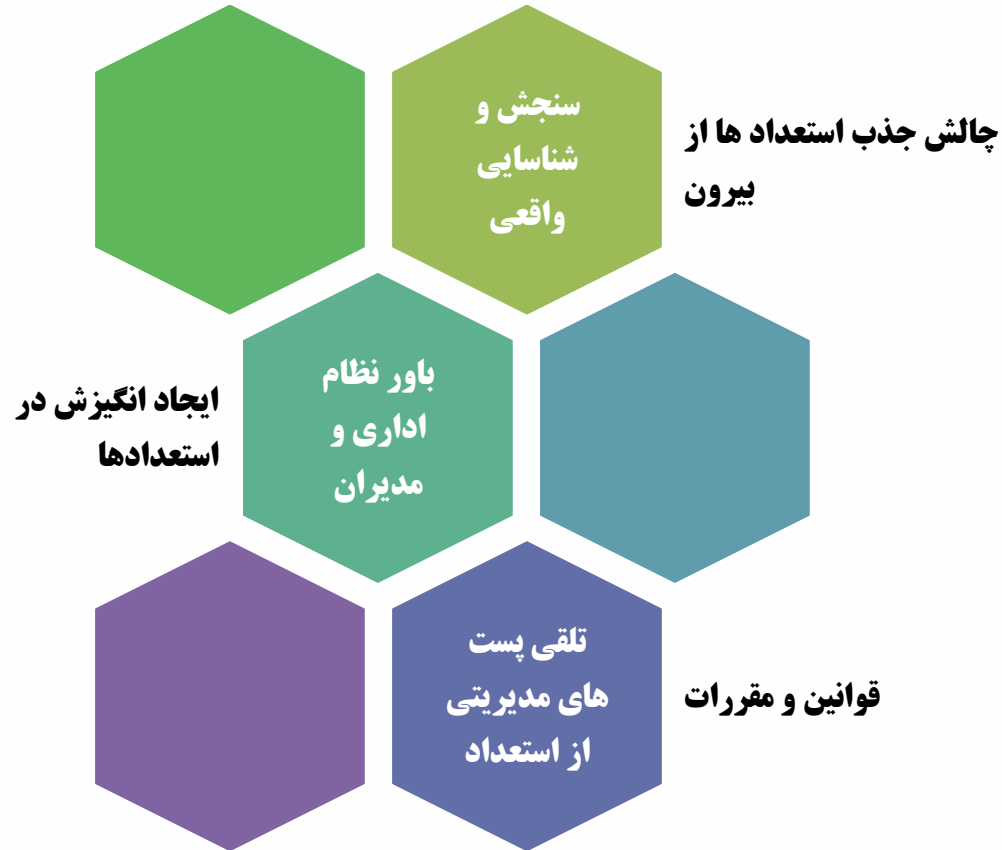 سنجش و
شناسایی
واقعی
چالش جذب استعداد ها از
بیرون
باور نظام
اداری و
مدیران
ایجاد انگیزش در
استعدادها
تلقی پست
های مدیریتی
از استعداد
قوانین و مقررات